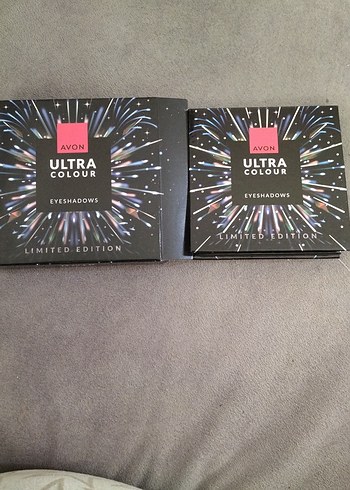 AVON
ULTRA
COLOUR
EYESHADOWS
LIMITED EDITION
AVON
ULTRA
COLOUR
EYESHADOWS
LIMITED EDITION